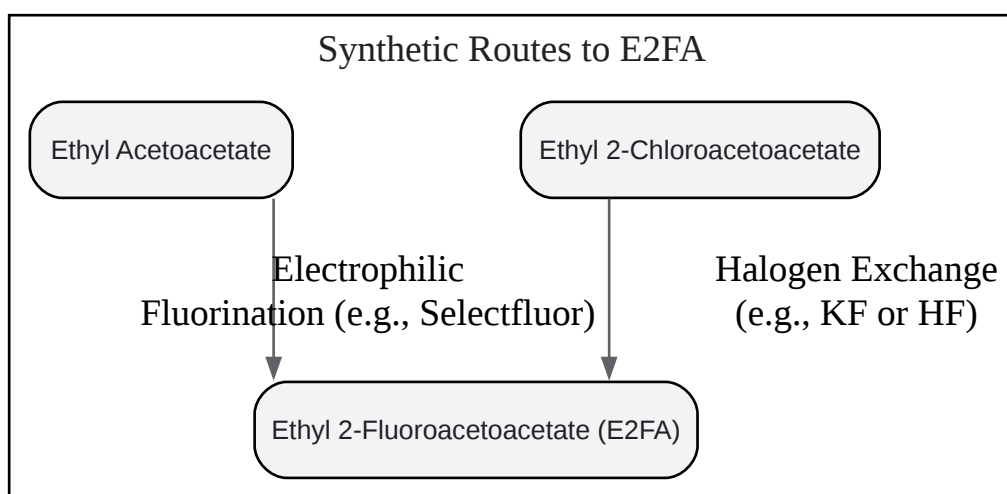 Synthetic Routes to E2FA
Ethyl Acetoacetate
Ethyl 2-Chloroacetoacetate
Electrophilic
Fluorination (e.g., Selectfluor)
Halogen Exchange
(e.g., KF or HF)
Ethyl 2-Fluoroacetoacetate (E2FA)